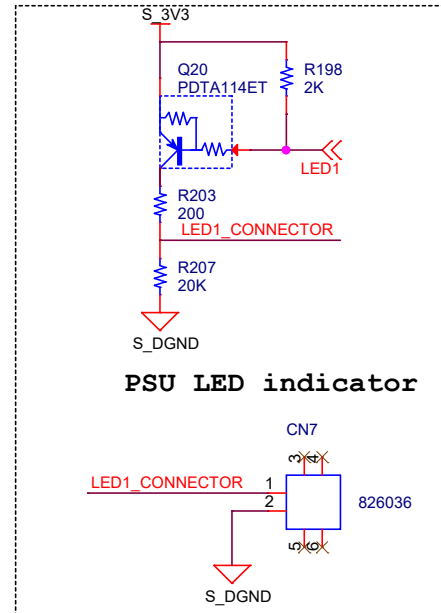 S_3V3
Q20
PDTA114ET
R198
2K
LED1
R203
200
LED1_CONNECTOR
R207
20K
S_DGND
PSU LED indicator
CN7
3 4
LED1_CONNECTOR
1
2
826036
5 6
S_DGND